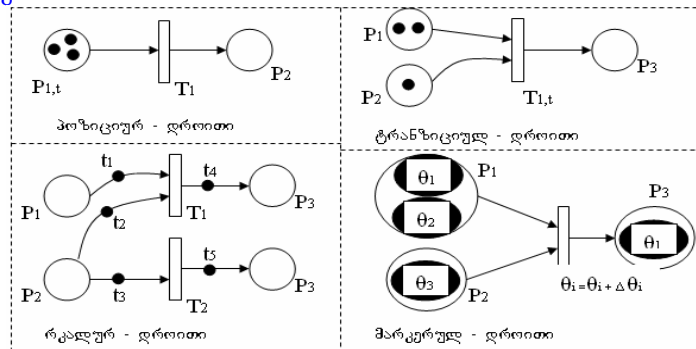 P1,t
T1
P2
პოზიციურ - დროითი
P1
P2
T1,t
P3
ტრანზიციულ - დროითი
t1
t4
P1
t2
T1
P3
t5
P2
t3
T2
P3
რკალურ - დროითი
θ1
P1
θ2
P3
θ1
θ3
P2
θi =θi + Δθi
მარკერულ - დროითი